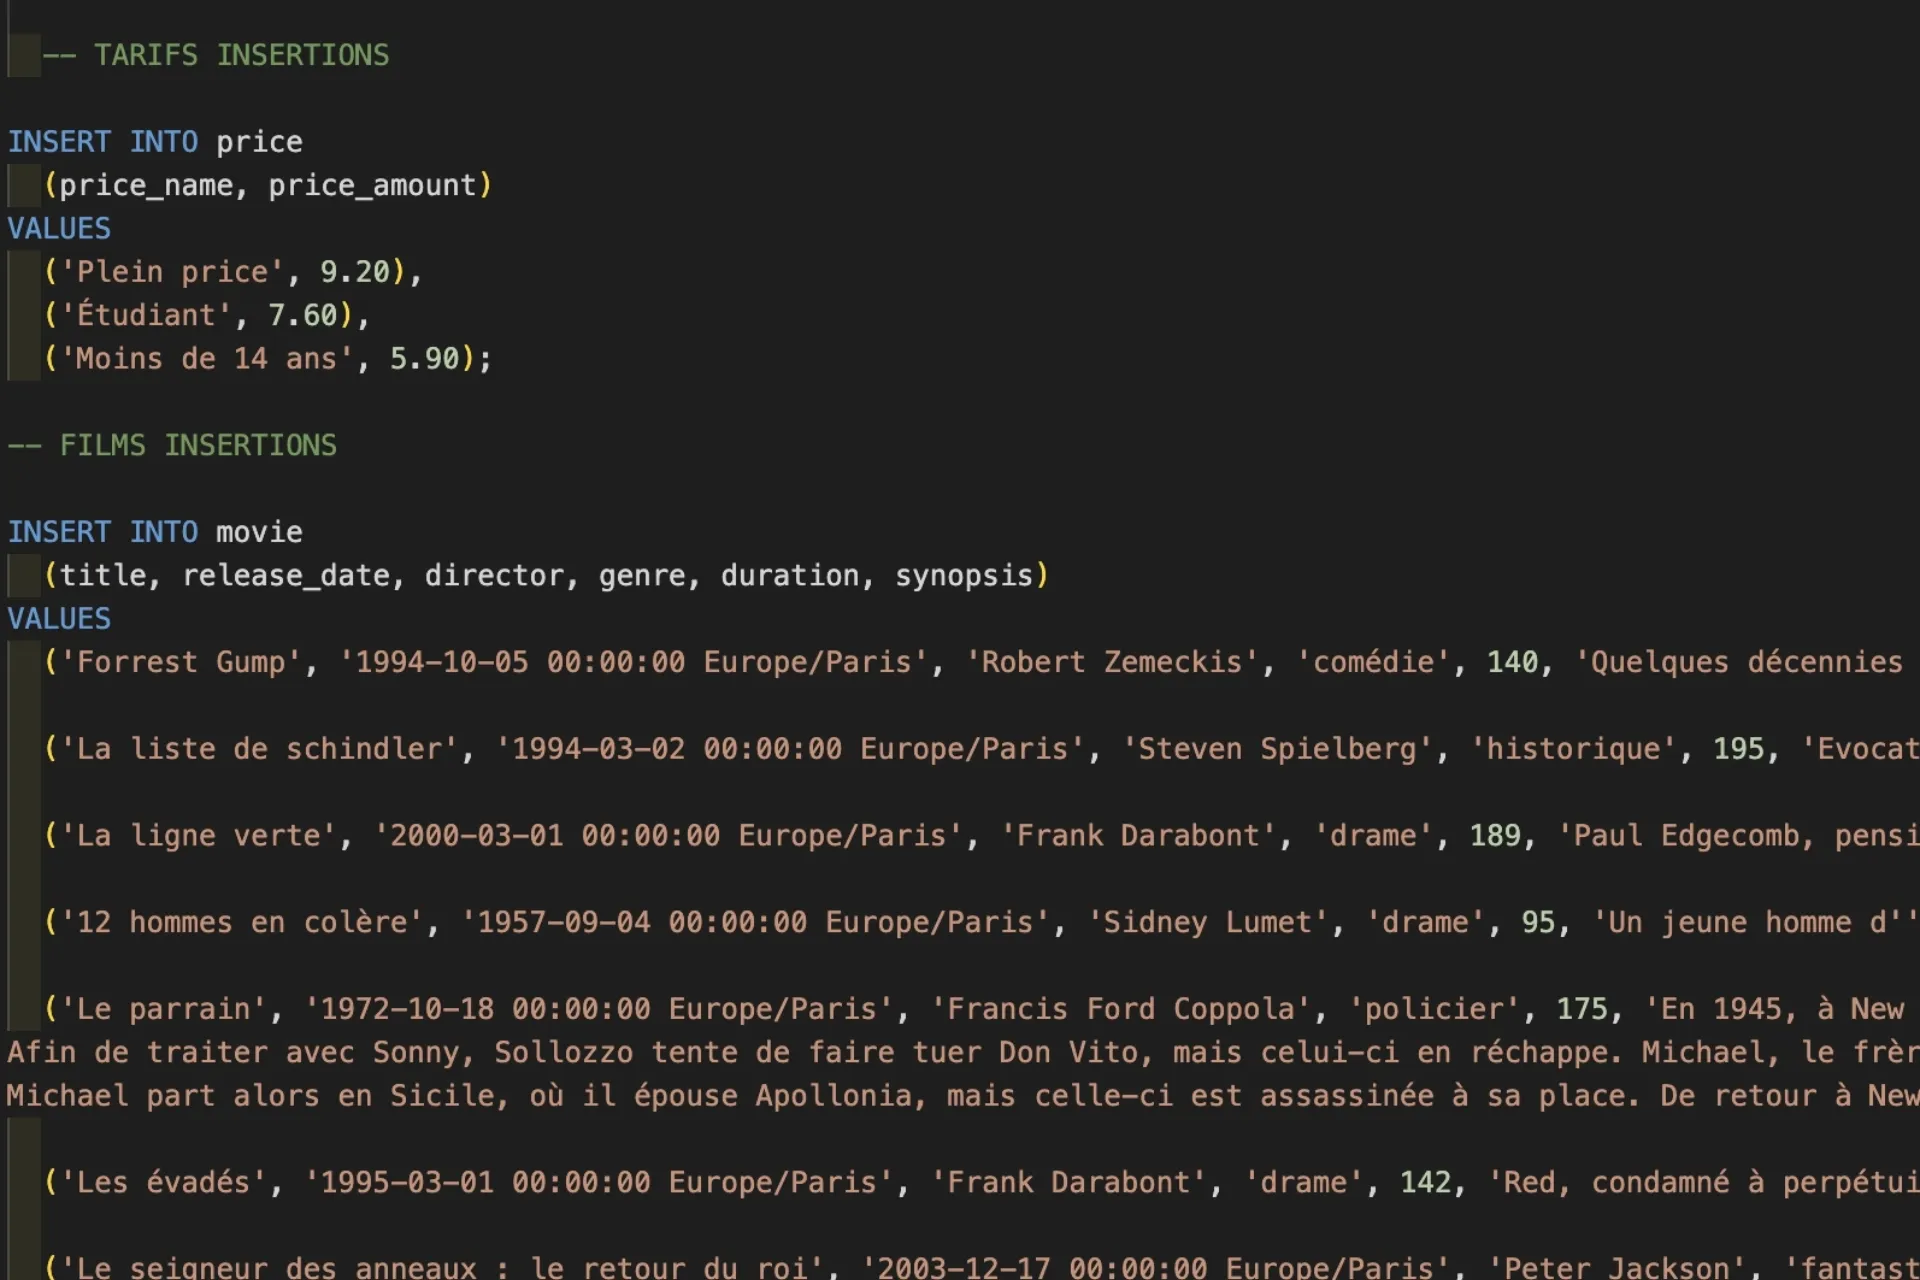 -- TARIFS INSERTIONS
INSERT INTO price
(price_name, price_amount)
VALUES
('Plein price', 9.20),
('Étudiant', 7.60),
('Moins de 14 ans', 5.90);
-- FILMS INSERTIONS
INSERT INTO movie
(title, release_date, director, genre, duration, synopsis)
VALUES
('Forrest Gump', '1994-10-05 00:00:00 Europe/Paris', 'Robert Zemeckis', 'comédie', 140, 'Quelques décennies
('La liste de schindler', '1994-03-02 00:00:00 Europe/Paris', 'Steven Spielberg', 'historique', 195, 'Evocat
('La ligne verte', '2000-03-01 00:00:00 Europe/Paris', 'Frank Darabont', 'drame', 189, 'Paul Edgecomb, pensi
('12 hommes en colère', '1957-09-04 00:00:00 Europe/Paris', 'Sidney Lumet', 'drame', 95, 'Un jeune homme d''
('Le parrain', '1972-10-18 00:00:00 Europe/Paris', 'Francis Ford Coppola', 'policier', 175, 'En 1945, à New
Afin de traiter avec Sonny, Sollozzo tente de faire tuer Don Vito, mais celui-ci en réchappe. Michael, le frèr
Michael part alors en Sicile, où il épouse Apollonia, mais celle-ci est assassinée à sa place. De retour à New
('Les évadés', '1995-03-01 00:00:00 Europe/Paris', 'Frank Darabont', 'drame', 142, 'Red, condamné à perpétui
('Le seigneur des anneaux : le retour du roi', '2003-12-17 00:00:00 Europe/Paris', 'Peter Jackson', 'fantast